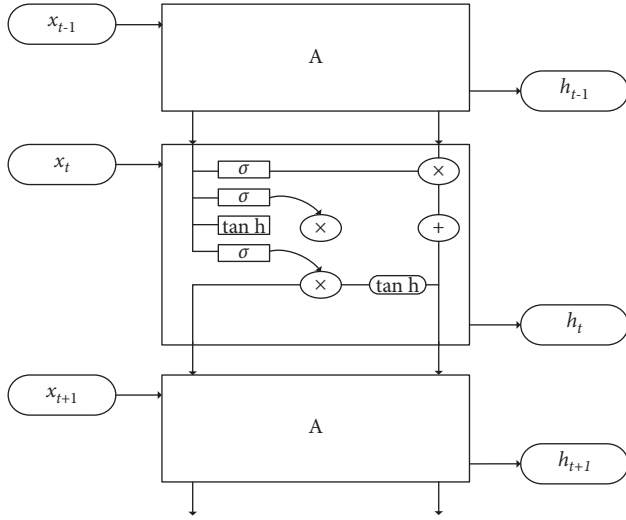 x_{t-1}
A
h_{t-1}
x_t
σ
×
σ
tan h
×
+
σ
×
tan h
h_t
x_{t+1}
A
h_{t+1}